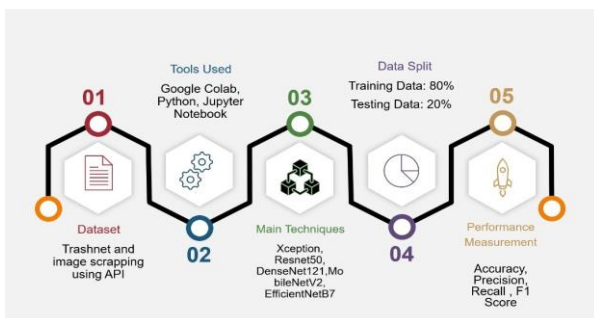 01
Dataset
Trashnet and
image scrapping
using API
Tools Used
Google Colab,
Python, Jupyter
Notebook
02
03
Main Techniques
Xception,
Resnet50,
DenseNet121,Mo
bileNetV2,
EfficientNetB7
Data Split
Training Data: 80%
Testing Data: 20%
04
05
Performance
Measurement
Accuracy,
Precision,
Recall , F1
Score